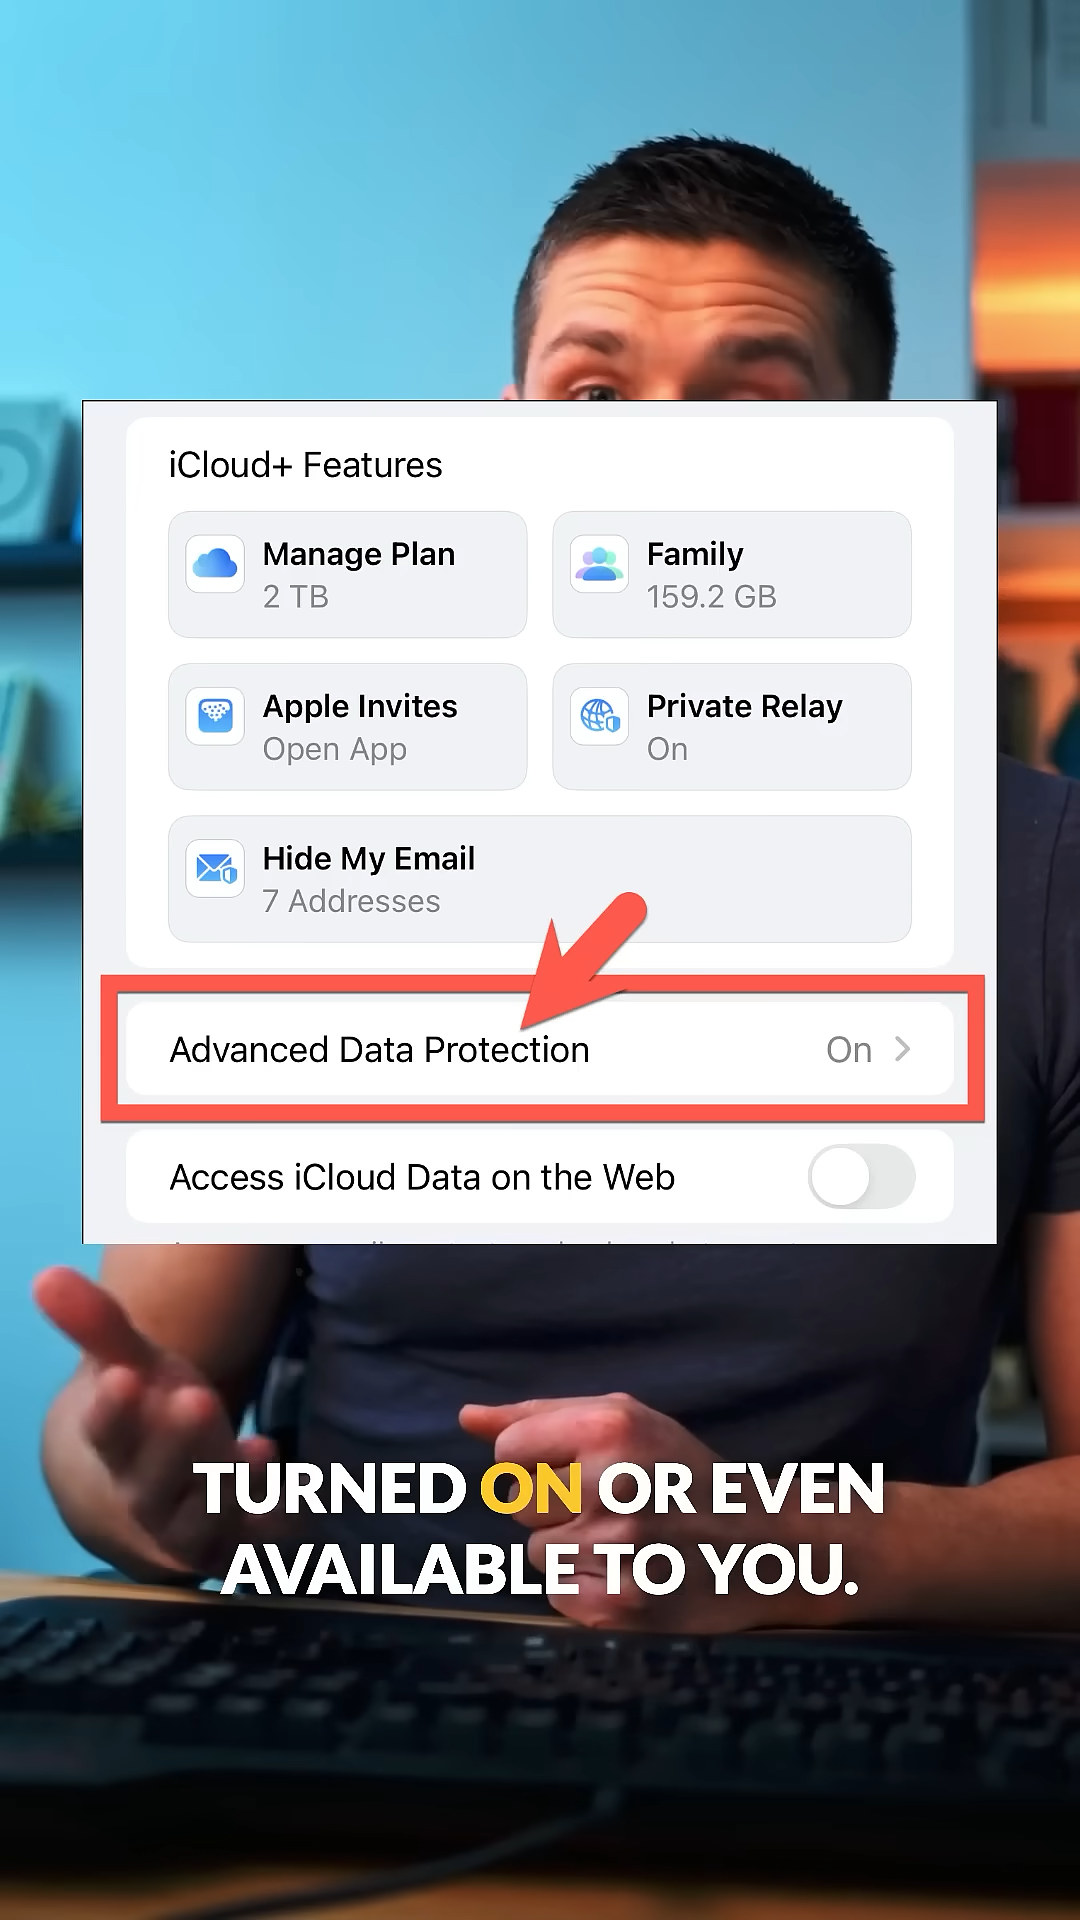 iCloud+ Features
Manage Plan
2 TB
Family
159.2 GB
Apple Invites
Open App
Private Relay
On
Hide My Email
7 Addresses
Advanced Data Protection
On
Access iCloud Data on the Web
TURNED ON OR EVEN
AVAILABLE TO YOU.